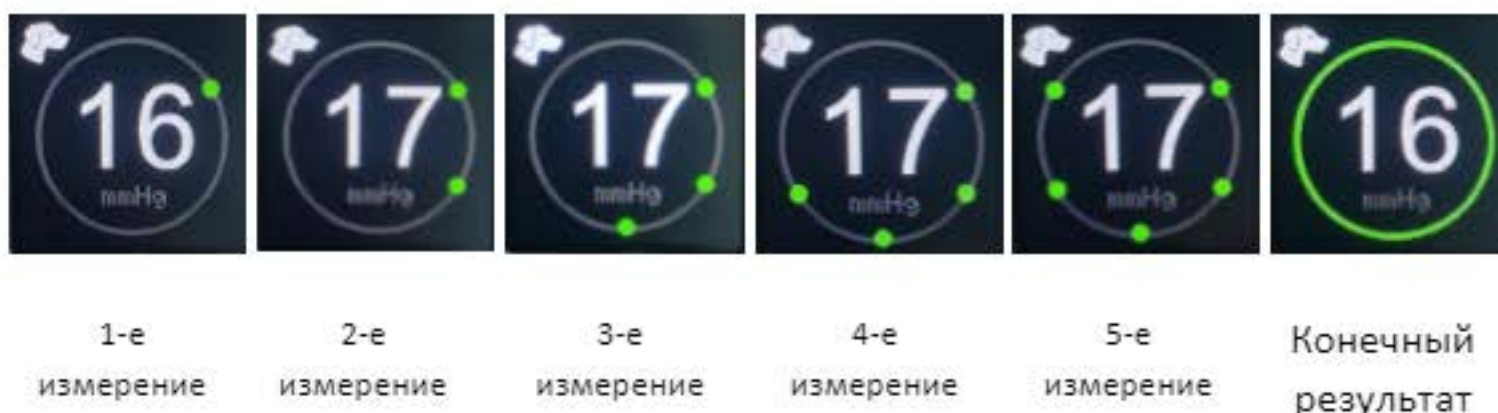 16
mmHg
17
mmHg
17
mmHg
17
mmHg
17
mmHg
16
mmHg
1-е
измерение
2-е
измерение
3-е
измерение
4-е
измерение
5-е
измерение
Конечный
результат